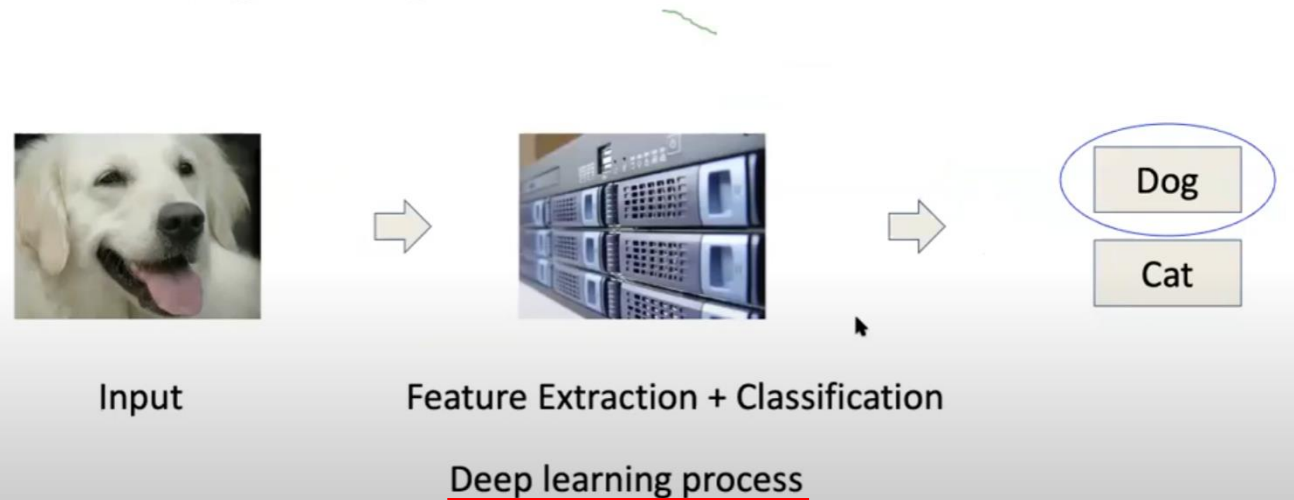 Dog
Cat
Input
Feature Extraction + Classification
Deep learning process